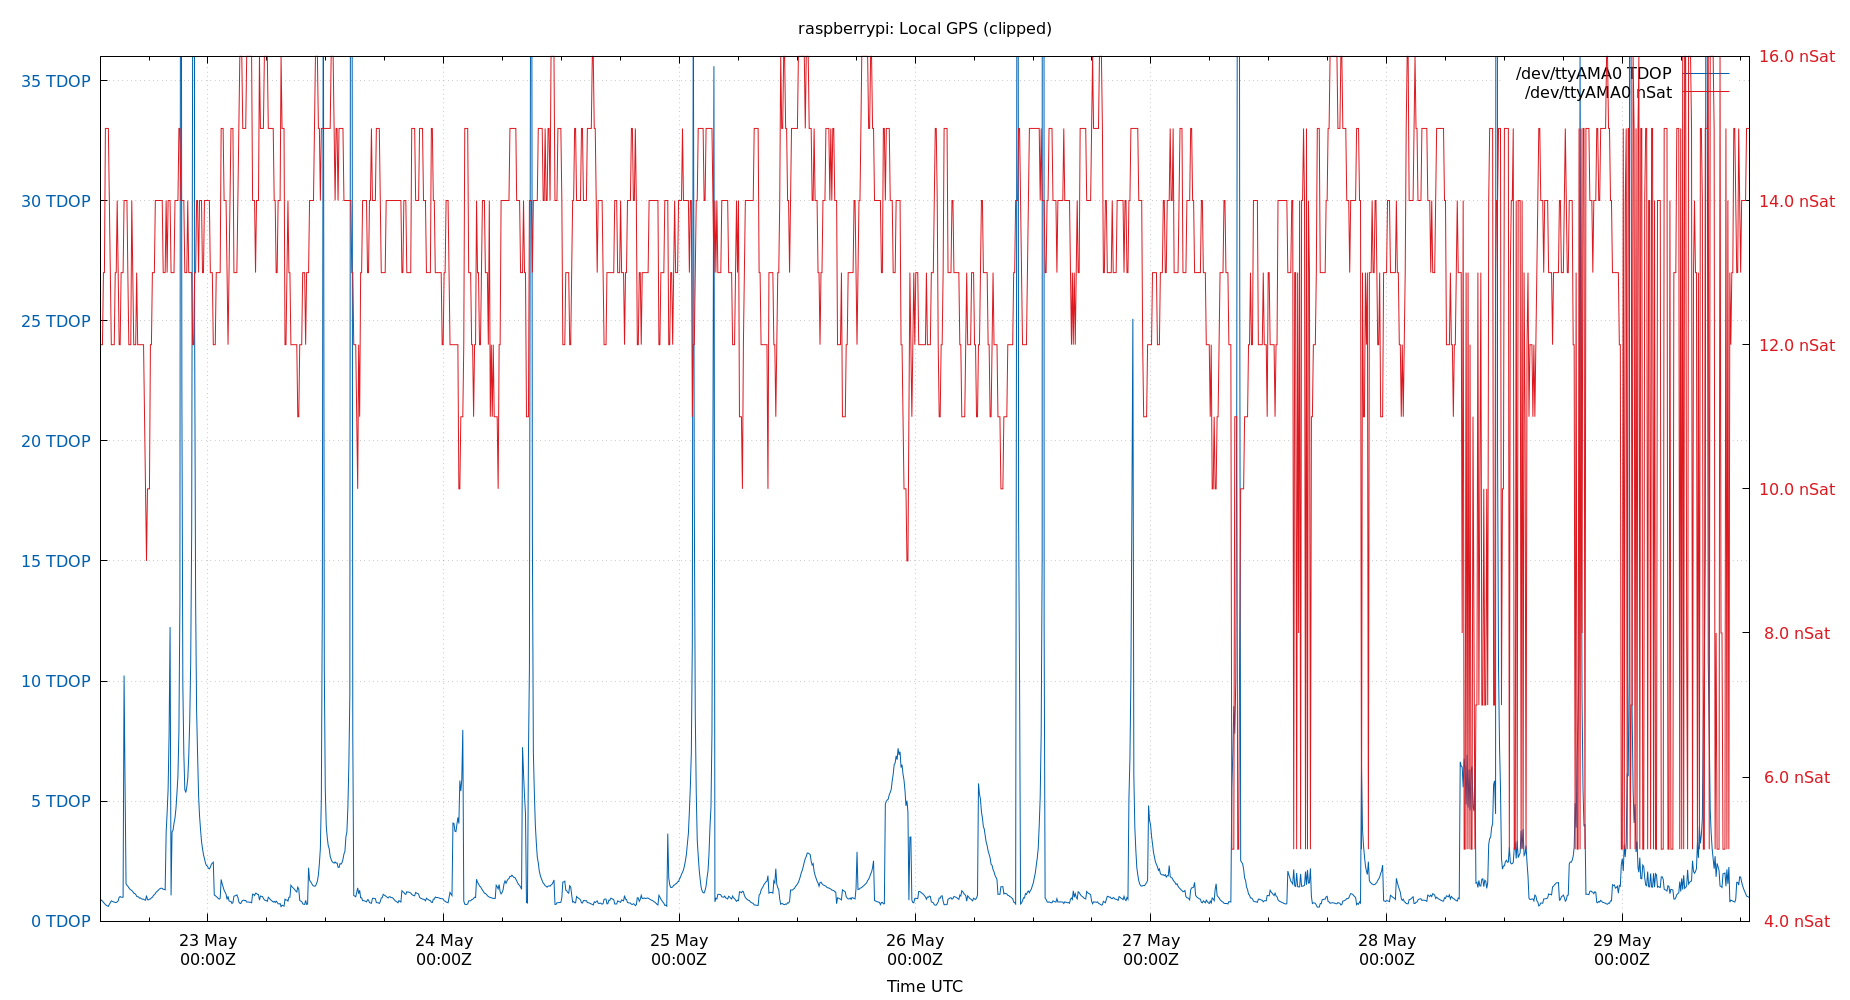 raspberrypi: Local GPS (clipped)
/dev/ttyAMA0 TDOP
/dev/ttyAMA0 nSat
35 TDOP
30 TDOP
25 TDOP
20 TDOP
15 TDOP
10 TDOP
5 TDOP
0 TDOP
16.0 nSat
14.0 nSat
12.0 nSat
10.0 nSat
8.0 nSat
6.0 nSat
4.0 nSat
23 May
00:00Z
24 May
00:00Z
25 May
00:00Z
26 May
00:00Z
27 May
00:00Z
28 May
00:00Z
29 May
00:00Z
Time UTC